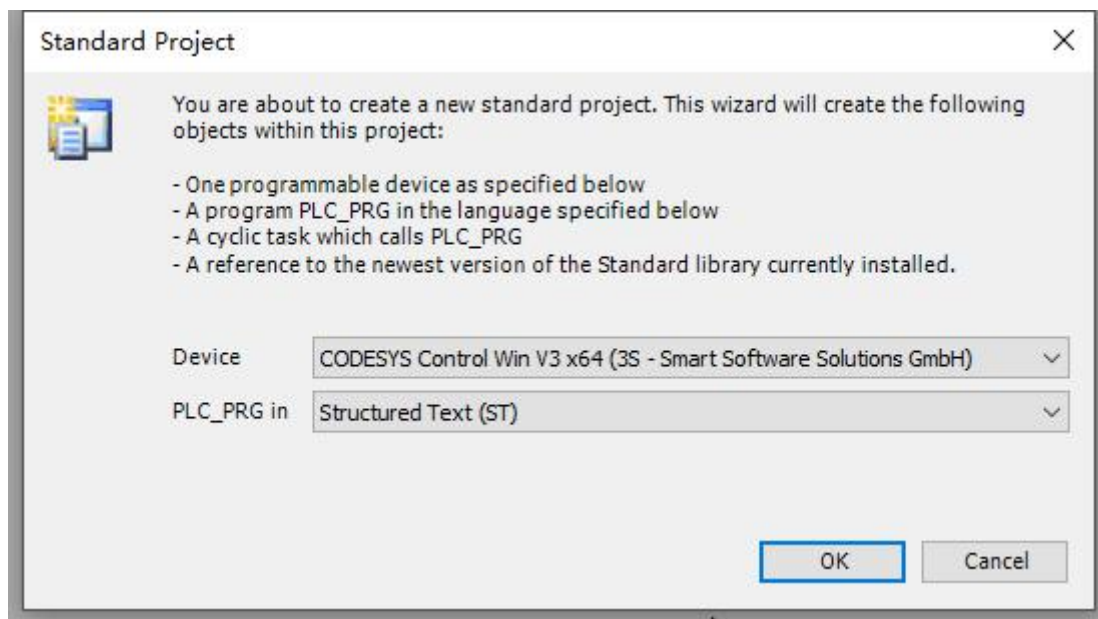 Standard Project
You are about to create a new standard project. This wizard will create the following
objects within this project:
- One programmable device as specified below
- A program PLC_PRG in the language specified below
- A cyclic task which calls PLC_PRG
- A reference to the newest version of the Standard library currently installed.
Device CODESYS Control Win V3 x64 (3S - Smart Software Solutions GmbH)
PLC_PRG in Structured Text (ST)
OK Cancel